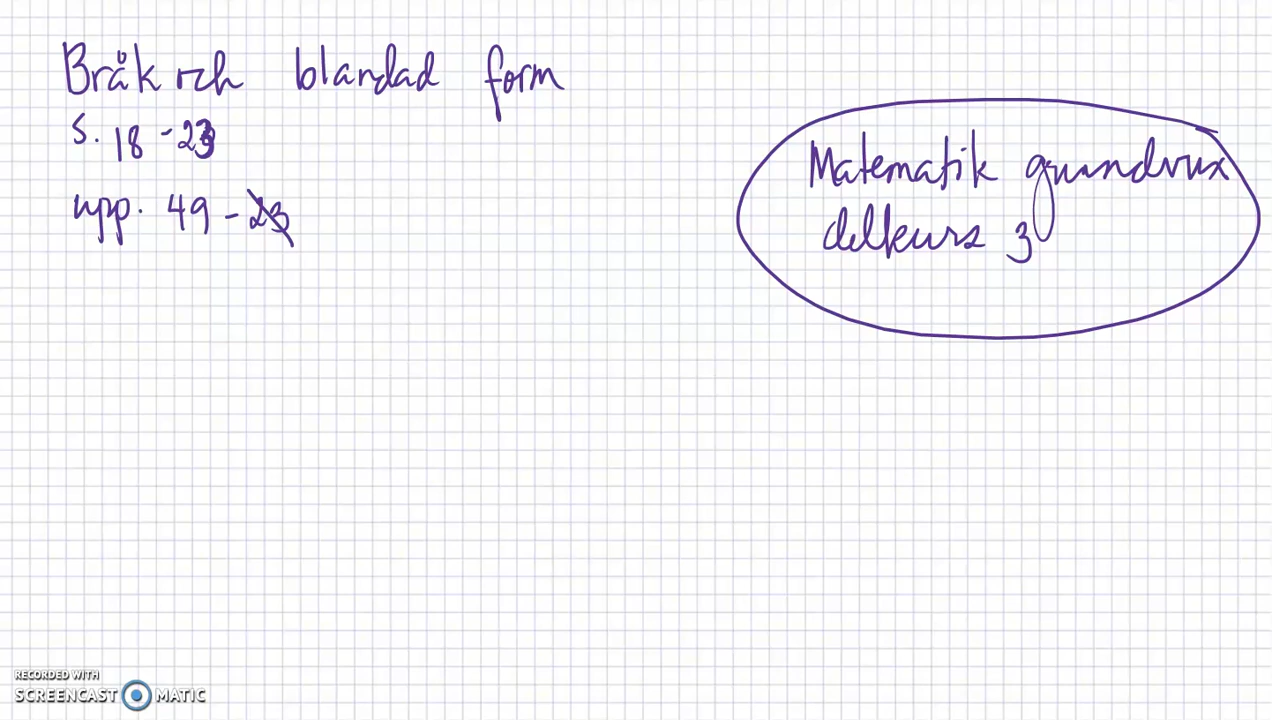 Bråk och blandad form
s. 18 - 23
upp. 49 - 23
Matematik grundvux
delkurs 3
RECORDED WITH
SCREENCAST MATIC